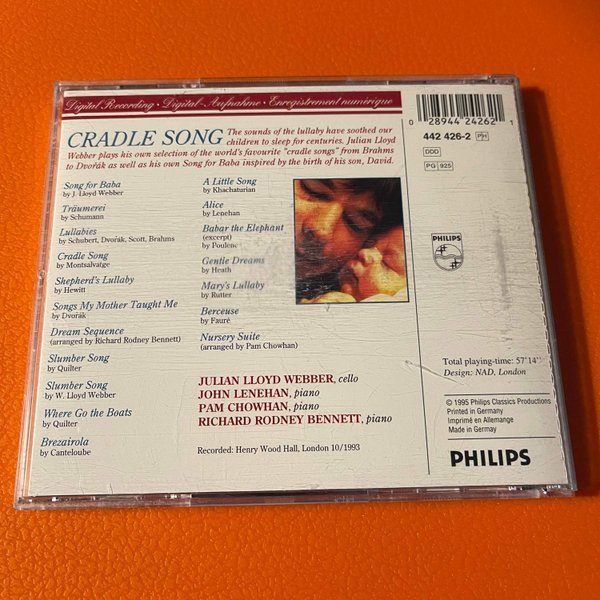 Digital Recording · Digital-Aufnahme · Enregistrement numérique
CRADLE SONG
The sounds of the lullaby have soothed our
children to sleep for centuries. Julian Lloyd
Webber plays his own selection of the world's favourite "cradle songs" from Brahms
to Dvořák as well as his own Song for Baba inspired by the birth of his son, David.
Song for Baba
by J. Lloyd Webber
Träumerei
by Schumann
Lullabies
by Schubert, Dvořák, Scott, Brahms
Cradle Song
by Montsalvatge
Shepherd's Lullaby
by Hewitt
Songs My Mother Taught Me
by Dvořák
Dream Sequence
(arranged by Richard Rodney Bennett)
Slumber Song
by Quilter
Slumber Song
by W. Lloyd Webber
Where Go the Boats
by Quilter
Brezairola
by Canteloube
A Little Song
by Khachaturian
Alice
by Lenehan
Babar the Elephant
(excerpt)
by Poulenc
Gentle Dreams
by Heath
Mary's Lullaby
by Rutter
Berceuse
by Fauré
Nursery Suite
(arranged by Pam Chowhan)
JULIAN LLOYD WEBBER, cello
JOHN LENEHAN, piano
PAM CHOWHAN, piano
RICHARD RODNEY BENNETT, piano
Recorded: Henry Wood Hall, London 10/1993
0 28944 24262 1
442 426-2 PH
DDD
PG 925
PHILIPS
Total playing-time: 57'14"
Design: NAD, London
© 1995 Philips Classics Productions
Printed in Germany
Imprimé en Allemange
Made in Germay
PHILIPS